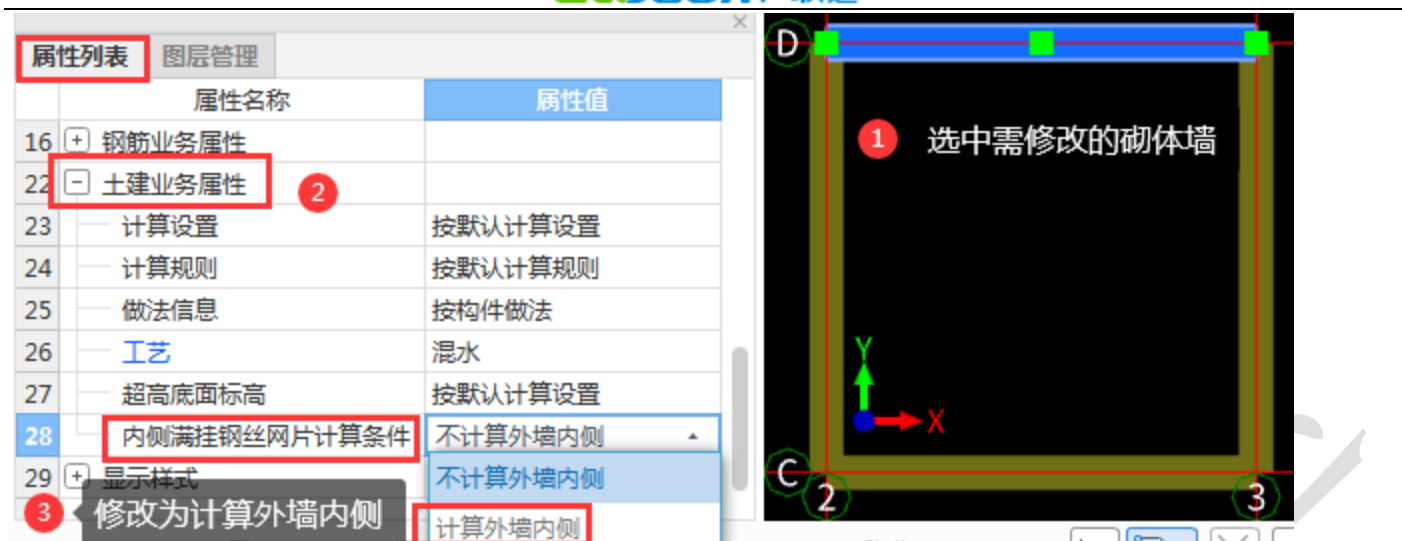 属性列表 图层管理
属性名称 属性值
16 钢筋业务属性
22 土建业务属性 2
23 计算设置 按默认计算设置
24 计算规则 按默认计算规则
25 做法信息 按构件做法
26 工艺 混水
27 超高底面标高 按默认计算设置
28 内侧满挂钢丝网片计算条件 不计算外墙内侧
29 显示样式 不计算外墙内侧
3 修改为计算外墙内侧 计算外墙内侧
D
1 选中需修改的砌体墙
Y
X
C
2 3